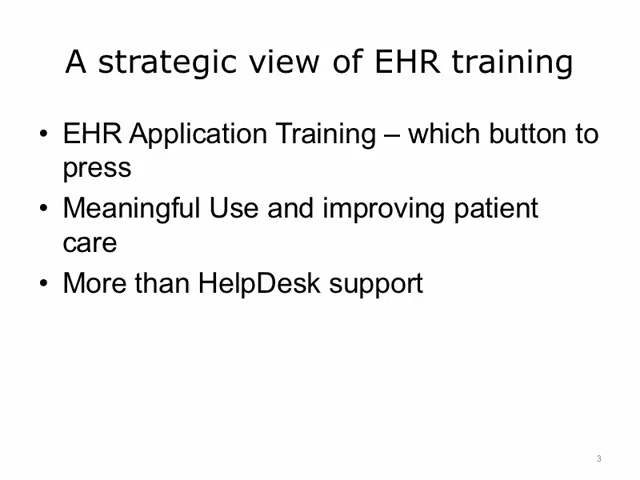 A strategic view of EHR training
• EHR Application Training – which button to
press
• Meaningful Use and improving patient
care
• More than HelpDesk support
3